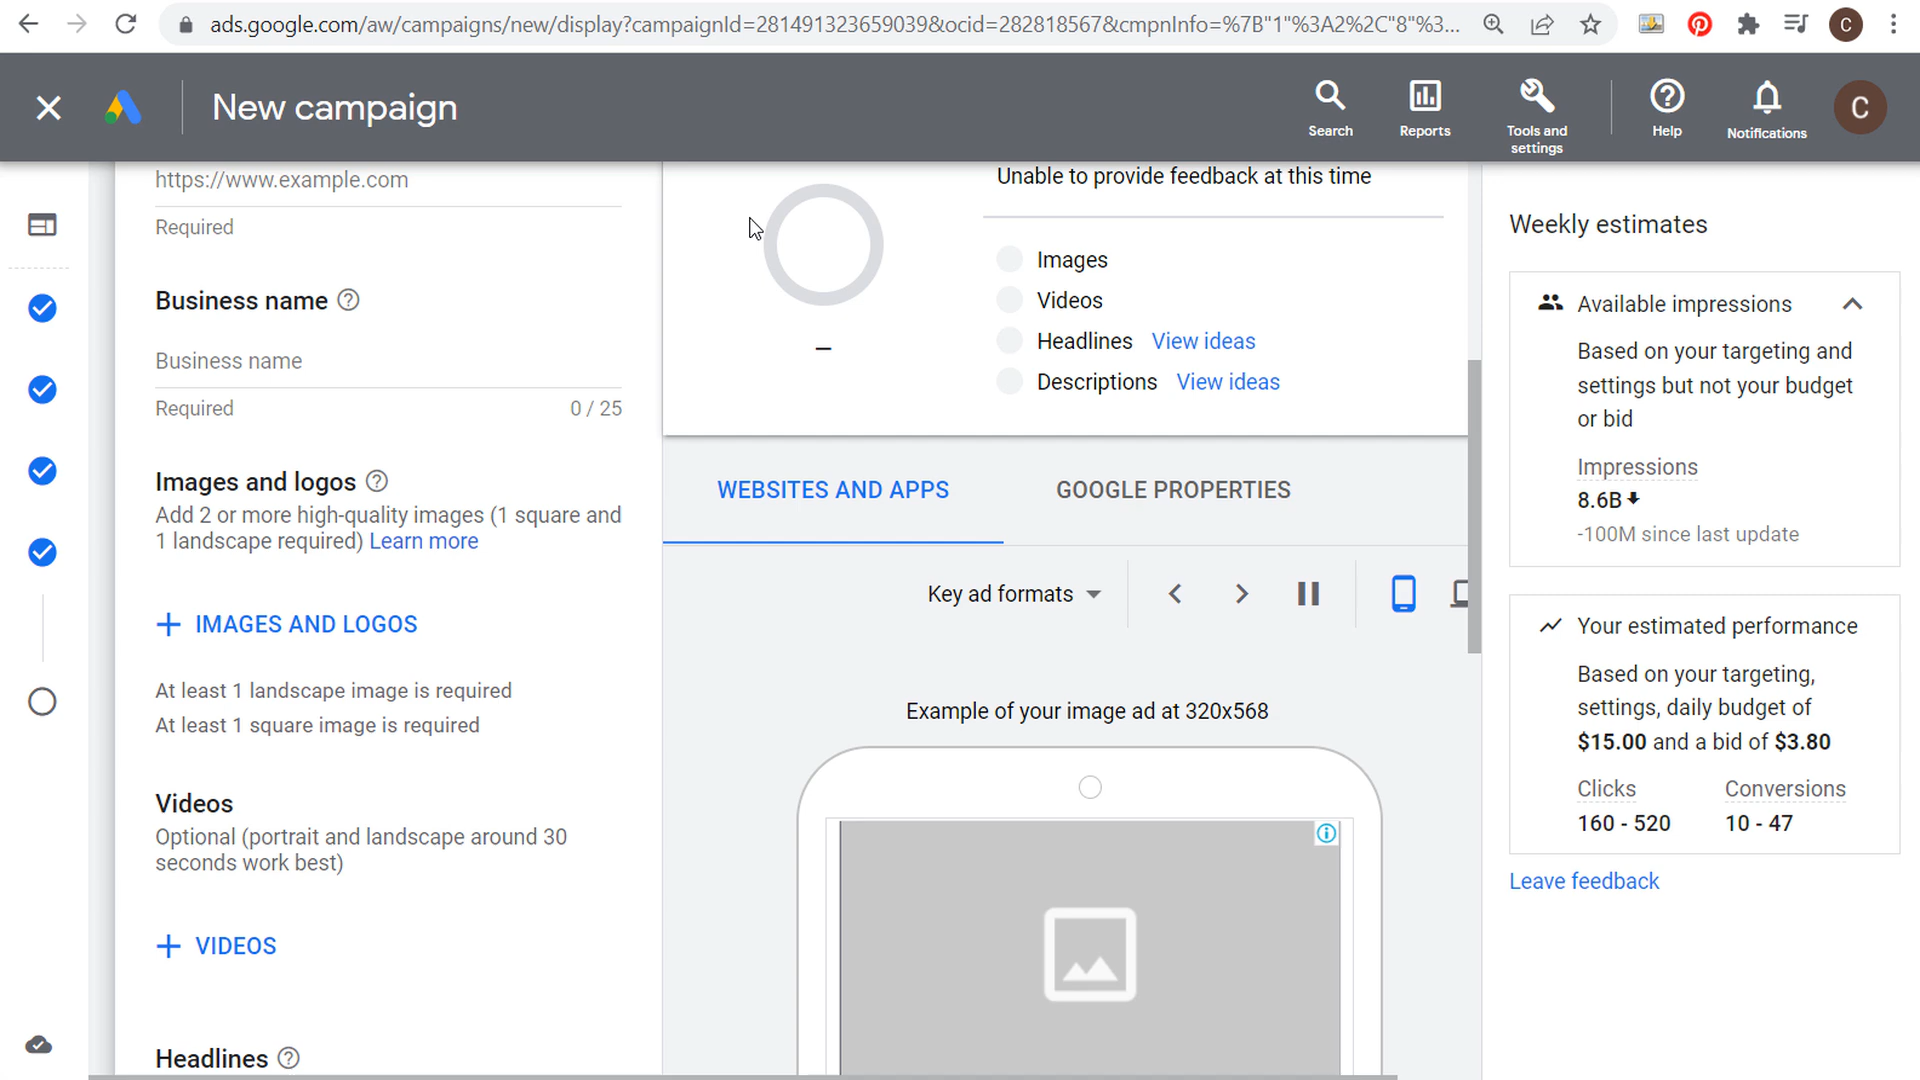 ads.google.com/aw/campaigns/new/display?campaignId=281491323659039&ocid=282818567&cmpnInfo=%7B"1"%3A2%2C"8"%3...
C
New campaign
Search
Reports
Tools and
settings
Help
Notifications
C
https://www.example.com
Required
Business name
Business name
Required
0 / 25
Images and logos
Add 2 or more high-quality images (1 square and
1 landscape required) Learn more
IMAGES AND LOGOS
At least 1 landscape image is required
At least 1 square image is required
Videos
Optional (portrait and landscape around 30
seconds work best)
VIDEOS
Headlines
Unable to provide feedback at this time
–
Images
Videos
Headlines View ideas
Descriptions View ideas
WEBSITES AND APPS
GOOGLE PROPERTIES
Key ad formats
Example of your image ad at 320x568
Weekly estimates
Available impressions
Based on your targeting and
settings but not your budget
or bid
Impressions
8.6B
-100M since last update
Your estimated performance
Based on your targeting,
settings, daily budget of
$15.00 and a bid of $3.80
Clicks Conversions
160 - 520 10 - 47
Leave feedback